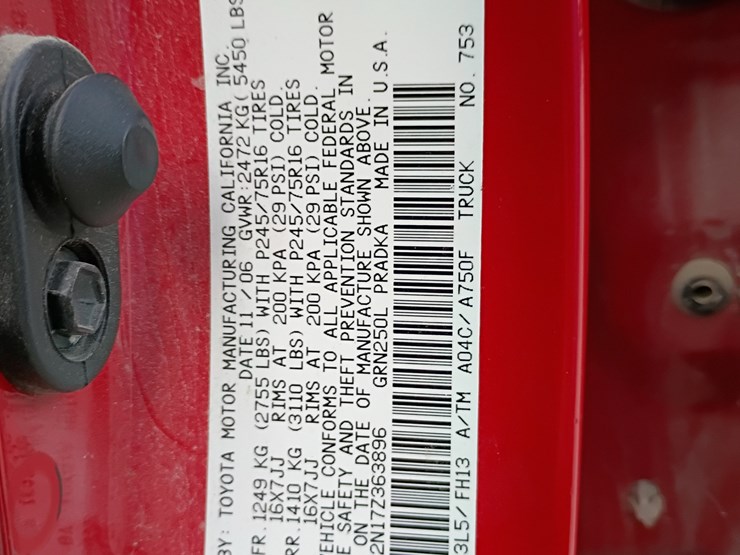 BY: TOYOTA MOTOR MANUFACTURING CALIFORNIA INC.
DATE 11 / 06 GVWR: 2472 KG( 5450 LBS
FR. 1249 KG (2755 LBS) WITH P245/75R16 TIRES
16X7JJ RIMS AT 200 KPA (29 PSI) COLD.
RR. 1410 KG (3110 LBS) WITH P245/75R16 TIRES
16X7JJ RIMS AT 200 KPA (29 PSI) COLD.
EHICLE CONFORMS TO ALL APPLICABLE FEDERAL MOTOR
E SAFETY AND THEFT PREVENTION STANDARDS IN
ON THE DATE OF MANUFACTURE SHOWN ABOVE.
2N17Z363896 GRN250L PRADKA MADE IN U.S.A.
3L5/FH13 A/TM A04C/A750F TRUCK NO. 753